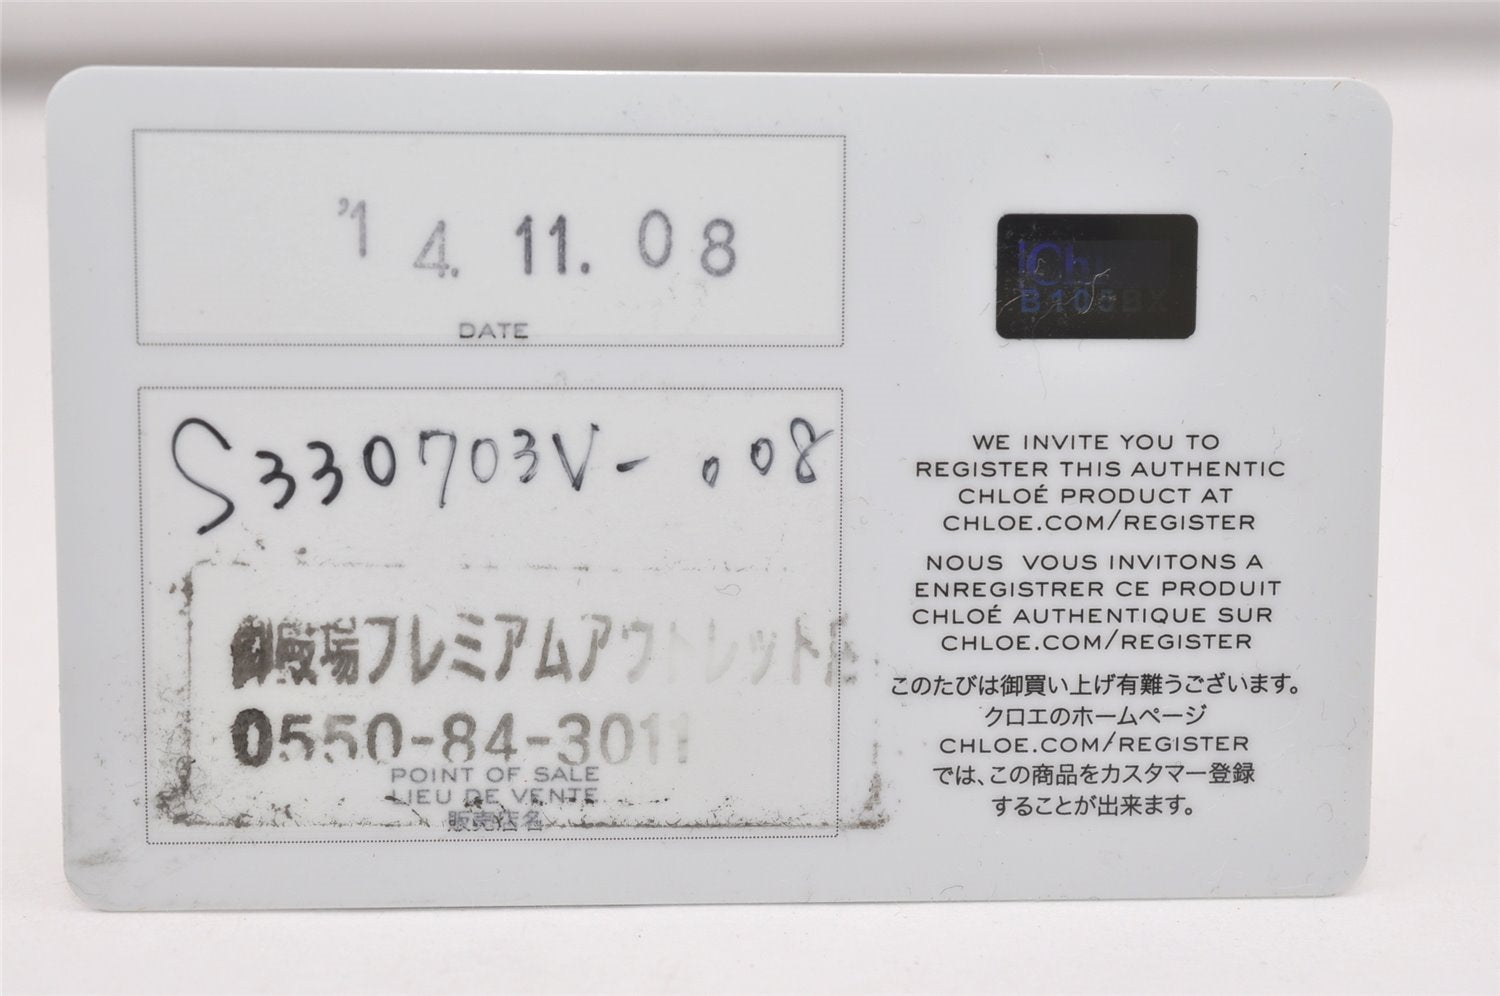 '14.11.08
DATE
S330703V-.08
御殿場プレミアムアウトレット店
0550-84-3011
POINT OF SALE
LIEU DE VENTE
販売店名
WE INVITE YOU TO
REGISTER THIS AUTHENTIC
CHLOÉ PRODUCT AT
CHLOE.COM/REGISTER
NOUS VOUS INVITONS A
ENREGISTRER CE PRODUIT
CHLOÉ AUTHENTIQUE SUR
CHLOE.COM/REGISTER
このたびは御買い上げ有難うございます。
クロエのホームページ
CHLOE.COM/REGISTER
では、この商品をカスタマー登録
することが出来ます。